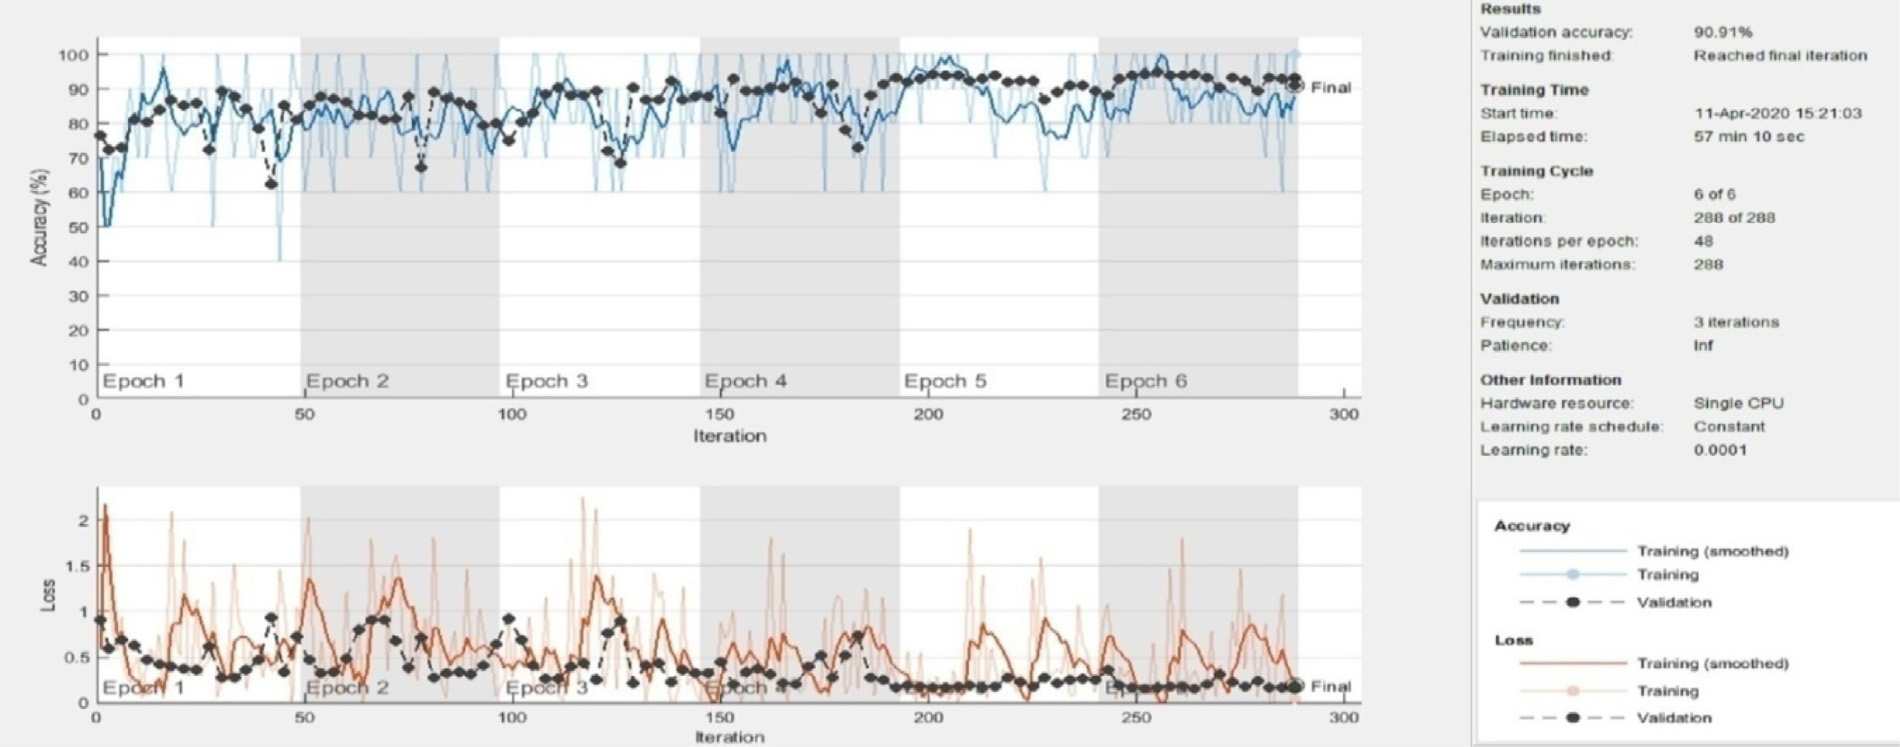 100
90
80
70
60
50
40
30
20
10
0
Accuracy (%)
Final
Epoch 1 Epoch 2 Epoch 3 Epoch 4 Epoch 5 Epoch 6
0 50 100 150 200 250 300
Iteration
2
1.5
1
0.5
0
Loss
Final
Epoch 1 Epoch 2 Epoch 3 Epoch 4
0 50 100 150 200 250 300
Iteration
Results
Validation accuracy: 90.91%
Training finished: Reached final iteration
Training Time
Start time: 11-Apr-2020 15:21:03
Elapsed time: 57 min 10 sec
Training Cycle
Epoch: 6 of 6
Iteration: 288 of 288
Iterations per epoch: 48
Maximum iterations: 288
Validation
Frequency: 3 iterations
Patience: Inf
Other Information
Hardware resource: Single CPU
Learning rate schedule: Constant
Learning rate: 0.0001
Accuracy
Training (smoothed)
Training
Validation
Loss
Training (smoothed)
Training
Validation